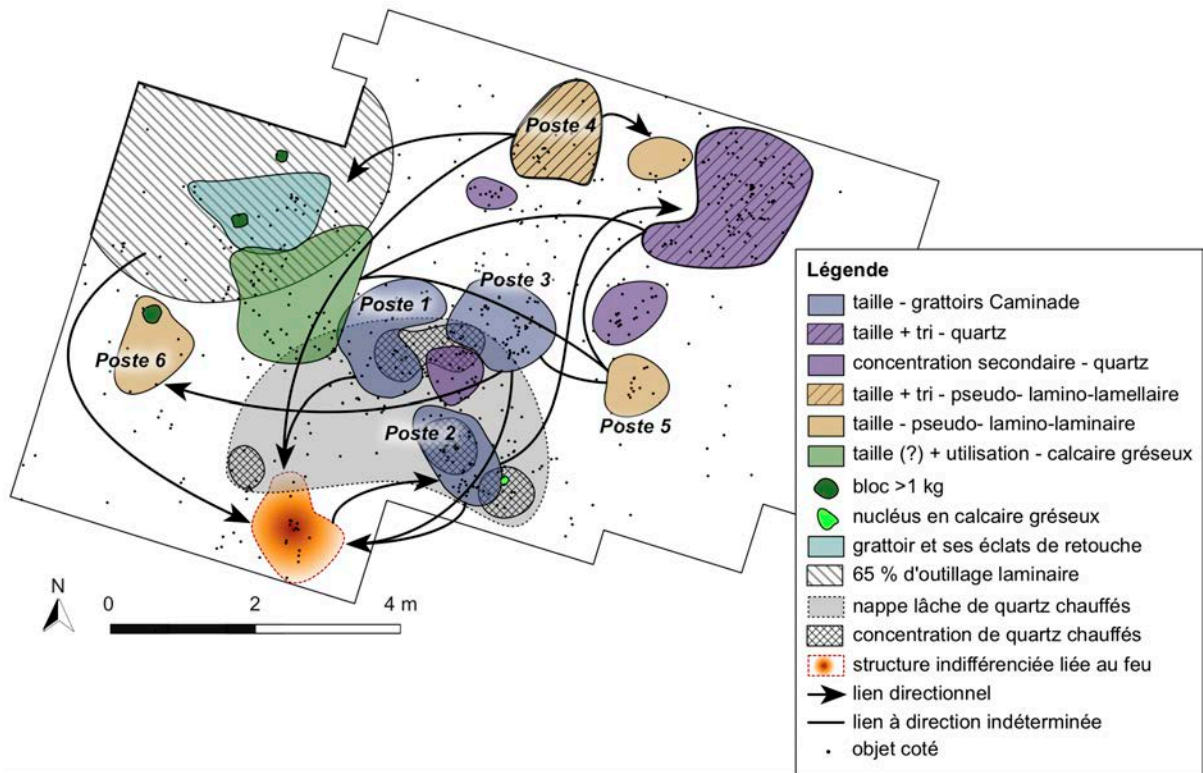 Poste 4
Poste 3
Poste 1
Poste 6
Poste 2
Poste 5
N
0 2 4 m
Légende
taille - grattoirs Caminade
taille + tri - quartz
concentration secondaire - quartz
taille + tri - pseudo- lamino-lamellaire
taille - pseudo- lamino-laminaire
taille (?) + utilisation - calcaire gréseux
bloc >1 kg
nucléus en calcaire gréseux
grattoir et ses éclats de retouche
65 % d'outillage laminaire
nappe lâche de quartz chauffés
concentration de quartz chauffés
structure indifférenciée liée au feu
lien directionnel
lien à direction indéterminée
objet coté